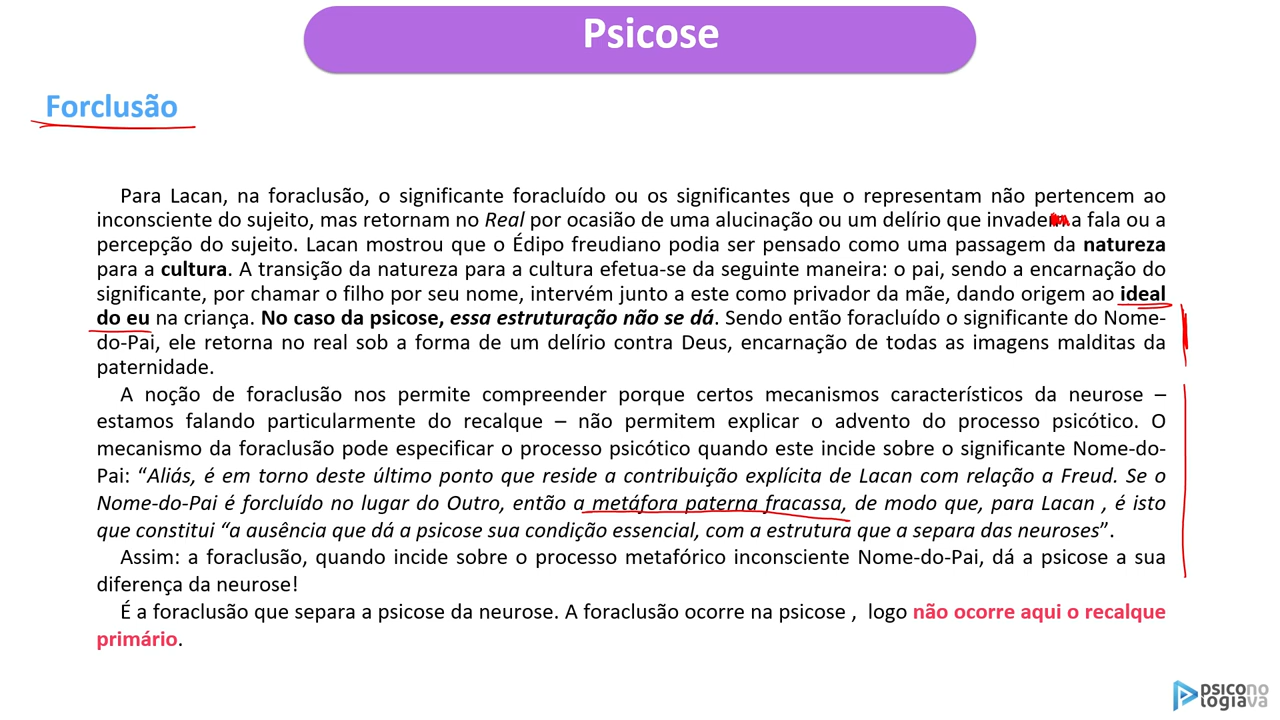 Psicose
Forclusão
Para Lacan, na foraclusão, o significante foracluído ou os significantes que o representam não pertencem ao
inconsciente do sujeito, mas retornam no Real por ocasião de uma alucinação ou um delírio que invadem a fala ou a
percepção do sujeito. Lacan mostrou que o Édipo freudiano podia ser pensado como uma passagem da natureza
para a cultura. A transição da natureza para a cultura efetua-se da seguinte maneira: o pai, sendo a encarnação do
significante, por chamar o filho por seu nome, intervém junto a este como privador da mãe, dando origem ao ideal
do eu na criança. No caso da psicose, essa estruturação não se dá. Sendo então foracluído o significante do Nome-
do-Pai, ele retorna no real sob a forma de um delírio contra Deus, encarnação de todas as imagens malditas da
paternidade.
A noção de foraclusão nos permite compreender porque certos mecanismos característicos da neurose –
estamos falando particularmente do recalque – não permitem explicar o advento do processo psicótico. O
mecanismo da foraclusão pode especificar o processo psicótico quando este incide sobre o significante Nome-do-
Pai: “Aliás, é em torno deste último ponto que reside a contribuição explícita de Lacan com relação a Freud. Se o
Nome-do-Pai é forcluído no lugar do Outro, então a metáfora paterna fracassa, de modo que, para Lacan , é isto
que constitui “a ausência que dá a psicose sua condição essencial, com a estrutura que a separa das neuroses”.
Assim: a foraclusão, quando incide sobre o processo metafórico inconsciente Nome-do-Pai, dá a psicose a sua
diferença da neurose!
É a foraclusão que separa a psicose da neurose. A foraclusão ocorre na psicose , logo não ocorre aqui o recalque
primário.
psicono
logiava